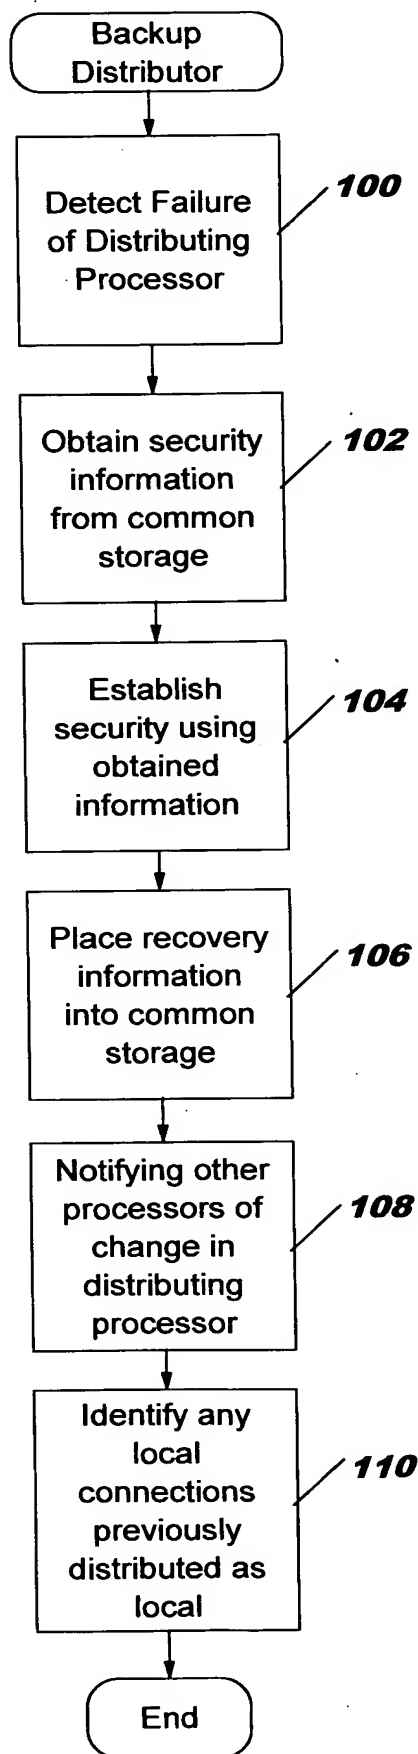 Backup
Distributor
100
Detect Failure
of Distributing
Processor
102
Obtain security
information
from common
storage
104
Establish
security using
obtained
information
106
Place recovery
information
into common
storage
108
Notifying other
processors of
change in
distributing
processor
110
Identify any
local
connections
previously
distributed as
local
End